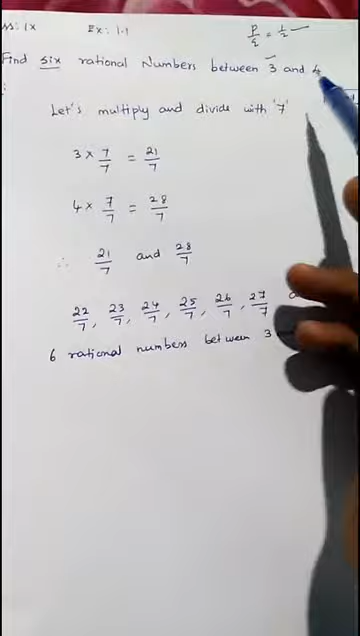 ss: IX Ex: 1.1 p/q = 1/2
Find six rational Numbers between 3 and 4
:
Let's multiply and divide with '7'
3 × 7/7 = 21/7
4 × 7/7 = 28/7
∴ 21/7 and 28/7
22/7, 23/7, 24/7, 25/7, 26/7, 27/7
6 rational numbers between 3